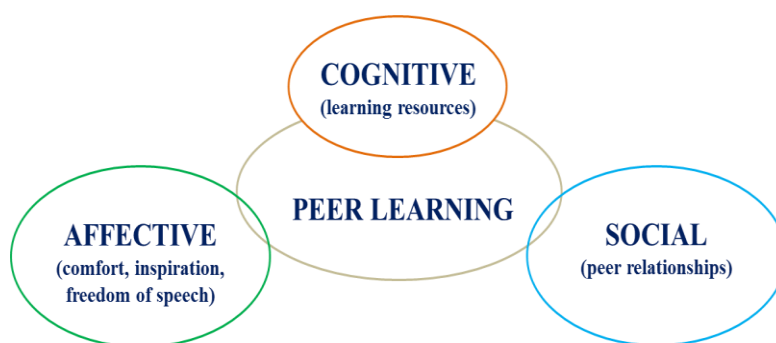 COGNITIVE
(learning resources)
PEER LEARNING
AFFECTIVE
(comfort, inspiration,
freedom of speech)
SOCIAL
(peer relationships)